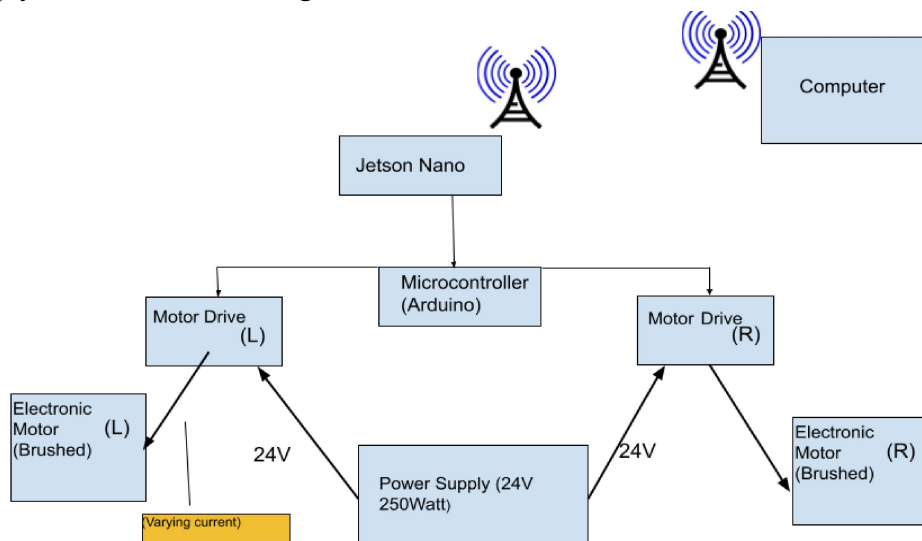 Computer
Jetson Nano
Microcontroller
(Arduino)
Motor Drive
(L)
Motor Drive
(R)
Electronic
Motor
(Brushed)
(L)
24V
24V
Electronic
Motor
(Brushed)
(R)
Power Supply (24V
250Watt)
(Varying current)